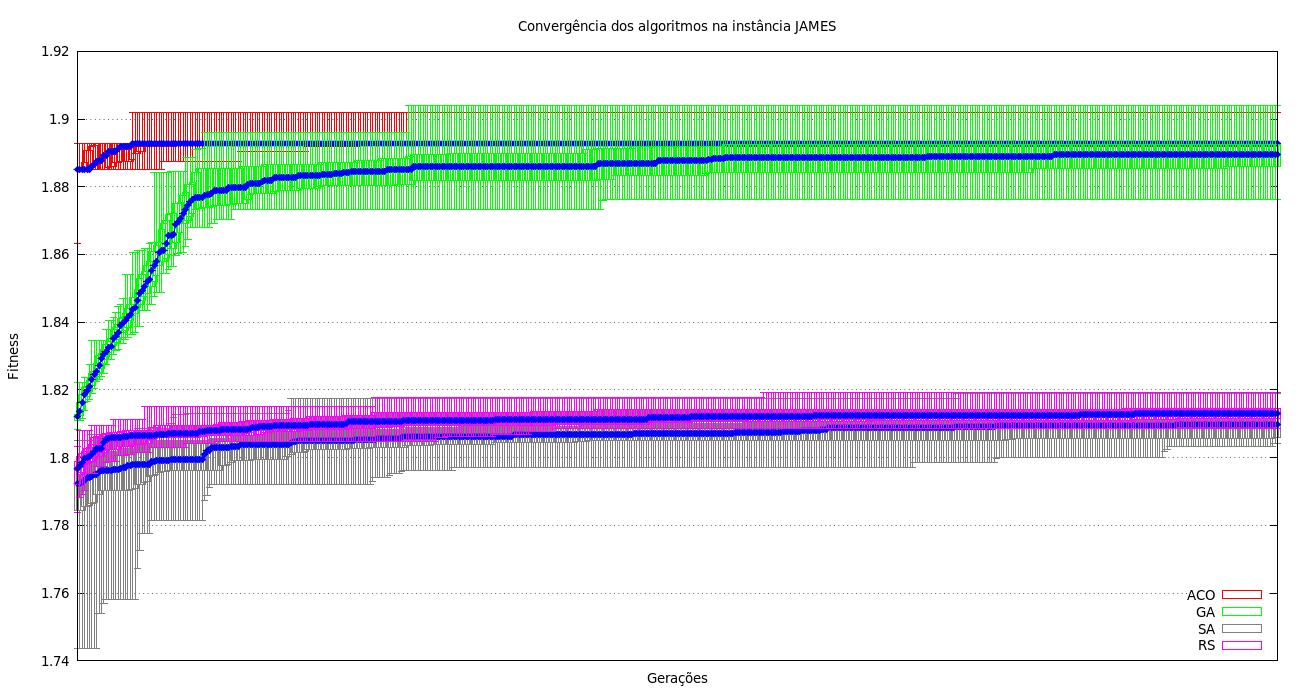 Convergência dos algoritmos na instância JAMES
1.92
1.9
1.88
1.86
1.84
1.82
1.8
1.78
1.76
1.74
Fitness
Gerações
ACO
GA
SA
RS